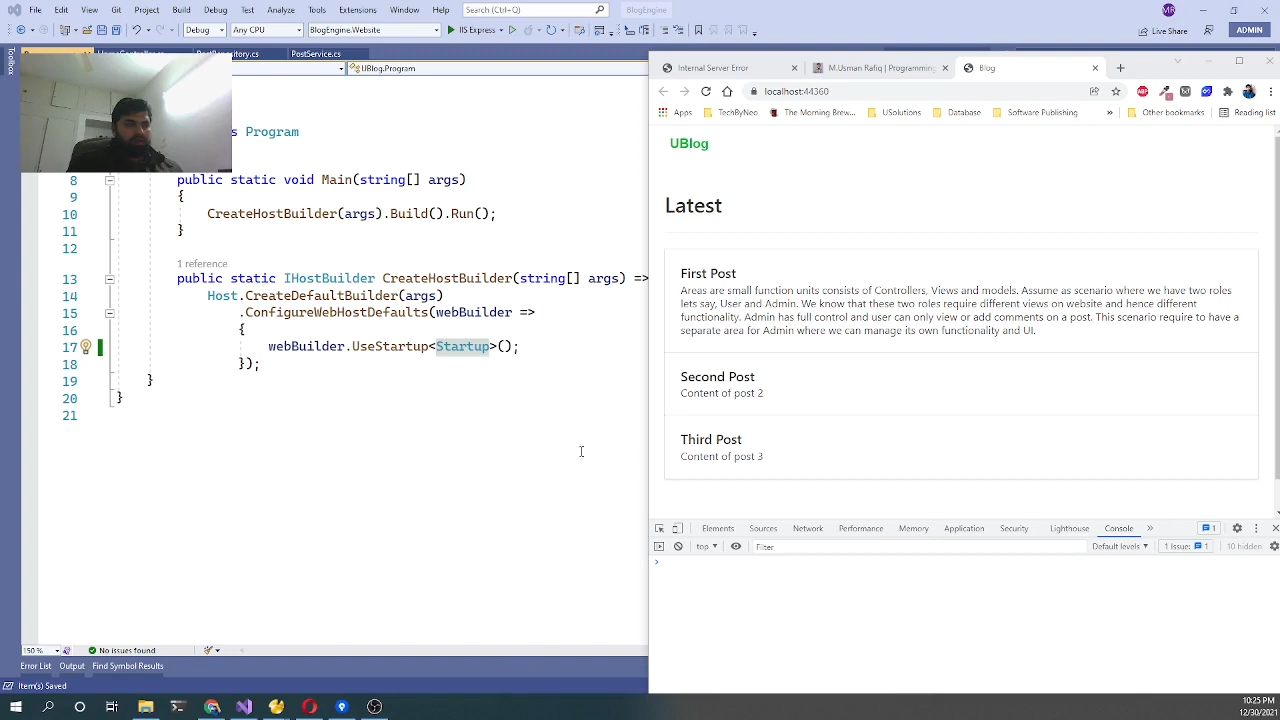 File Edit View Git Project Build Debug Test Analyze Tools Extensions Window Help Search (Ctrl+Q) BlogEngine MR
Debug Any CPU BlogEngine.Website IIS Express Live Share ADMIN
Toolbox HomeController.cs PostRepository.cs PostService.cs
UBlog.Program
s Program
8 public static void Main(string[] args)
9 {
10 CreateHostBuilder(args).Build().Run();
11 }
12
1 reference
13 public static IHostBuilder CreateHostBuilder(string[] args) =>
14 Host.CreateDefaultBuilder(args)
15 .ConfigureWebHostDefaults(webBuilder =>
16 {
17 webBuilder.UseStartup<Startup>();
18 });
19 }
20 }
21
150 % No issues found
Error List Output Find Symbol Results
Item(s) Saved
Internal Server Error M.Usman Rafiq | Programming Blog
localhost:44360
Apps TechByNeo The Morning Brew... USolutions Database Software Publishing » Other bookmarks Reading list
UBlog
Latest
First Post
Areas are small function units consists of Controllers, Views and models. Assume as scenario where we have two roles
lets say, User and Admin. We know that these two roles require different views on website and hence different
functionality. Admin has full control and user can only view or add comments on a post. This scenario require to have a
separate area for Admin where we can manage its own functionality and UI.
Second Post
Content of post 2
Third Post
Content of post 3
Elements Sources Network Performance Memory Application Security Lighthouse Console » 1
top Filter Default levels 1 Issue: 1 10 hidden
10:25 PM
12/30/2021